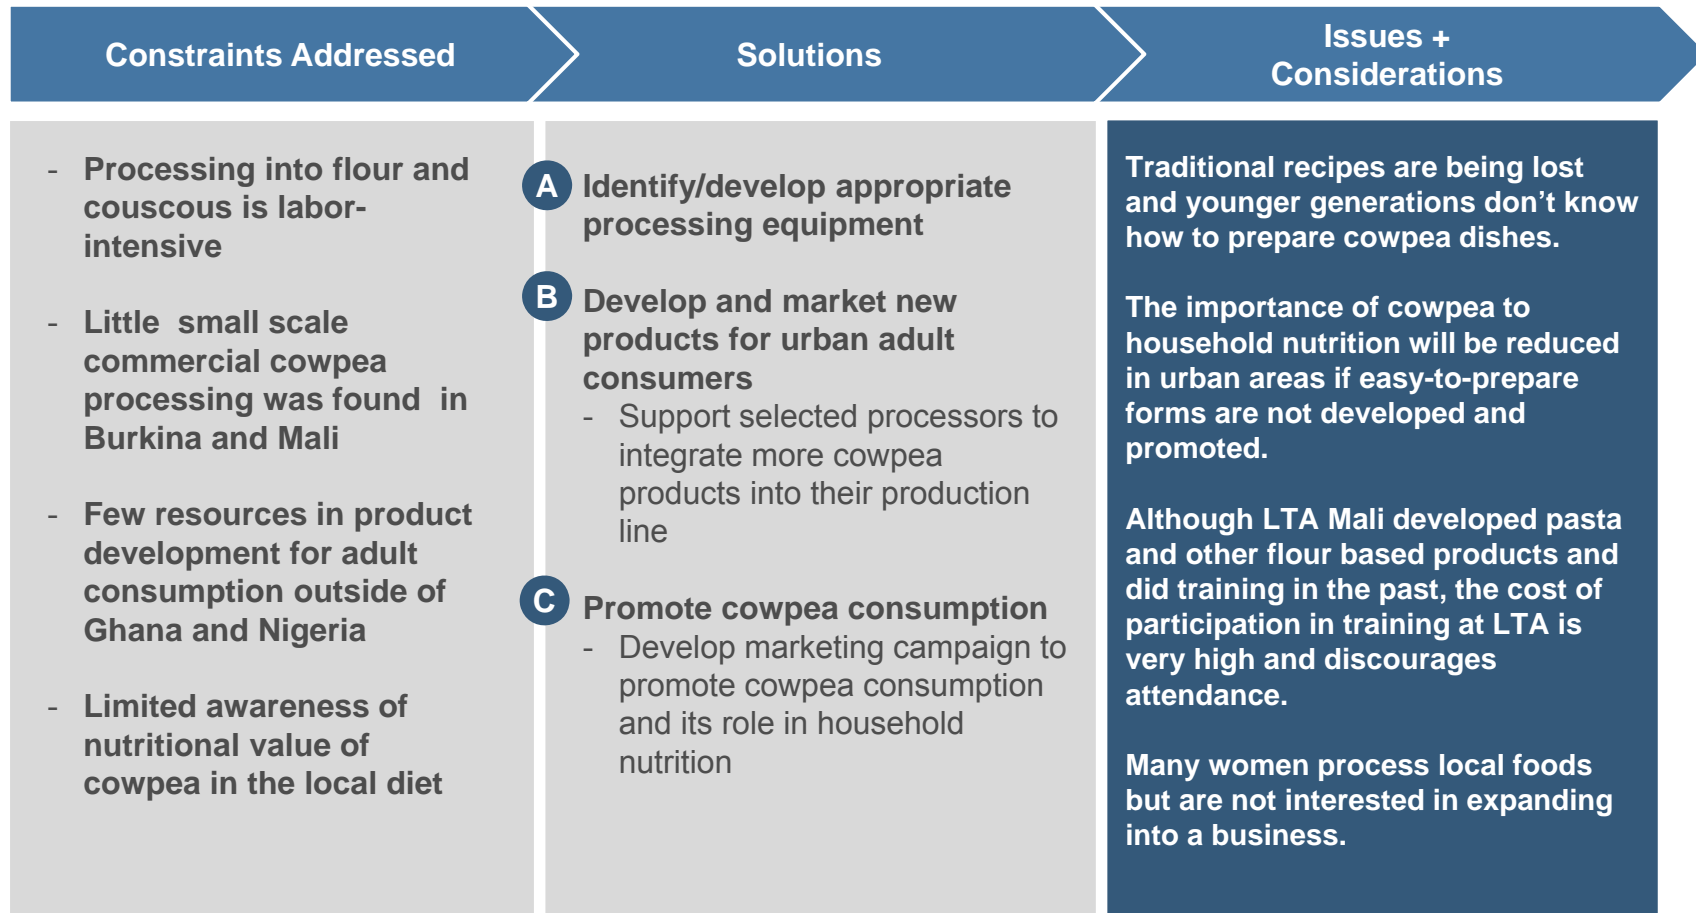 Constraints Addressed
Solutions
Issues +
Considerations
- Processing into flour and
couscous is labor-
intensive
- Little small scale
commercial cowpea
processing was found in
Burkina and Mali
- Few resources in product
development for adult
consumption outside of
Ghana and Nigeria
- Limited awareness of
nutritional value of
cowpea in the local diet
A Identify/develop appropriate
processing equipment
B Develop and market new
products for urban adult
consumers
- Support selected processors to
integrate more cowpea
products into their production
line
C Promote cowpea consumption
- Develop marketing campaign to
promote cowpea consumption
and its role in household
nutrition
Traditional recipes are being lost
and younger generations don’t know
how to prepare cowpea dishes.
The importance of cowpea to
household nutrition will be reduced
in urban areas if easy-to-prepare
forms are not developed and
promoted.
Although LTA Mali developed pasta
and other flour based products and
did training in the past, the cost of
participation in training at LTA is
very high and discourages
attendance.
Many women process local foods
but are not interested in expanding
into a business.